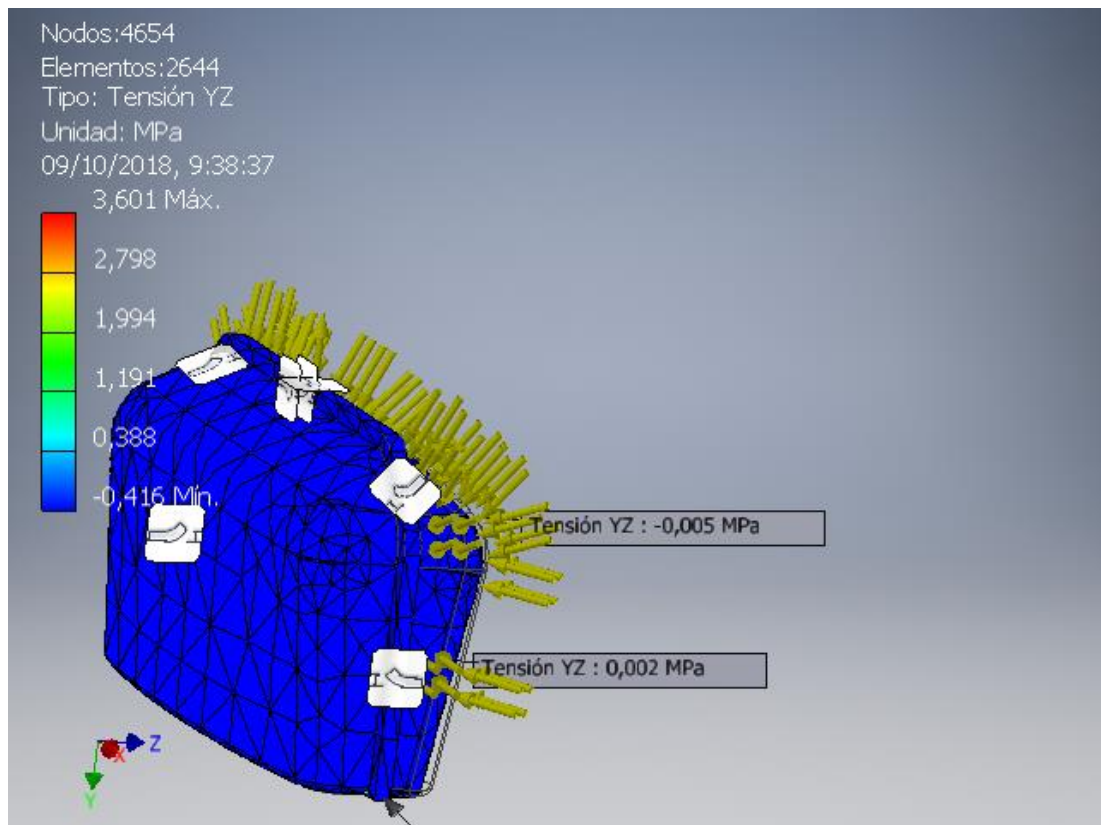 Nodos:4654
Elementos:2644
Tipo: Tensión YZ
Unidad: MPa
09/10/2018, 9:38:37
3,601 Máx.
2,798
1,994
1,191
0,388
-0,416 Mín.
Tensión YZ : -0,005 MPa
Tensión YZ : 0,002 MPa
Z
X
Y